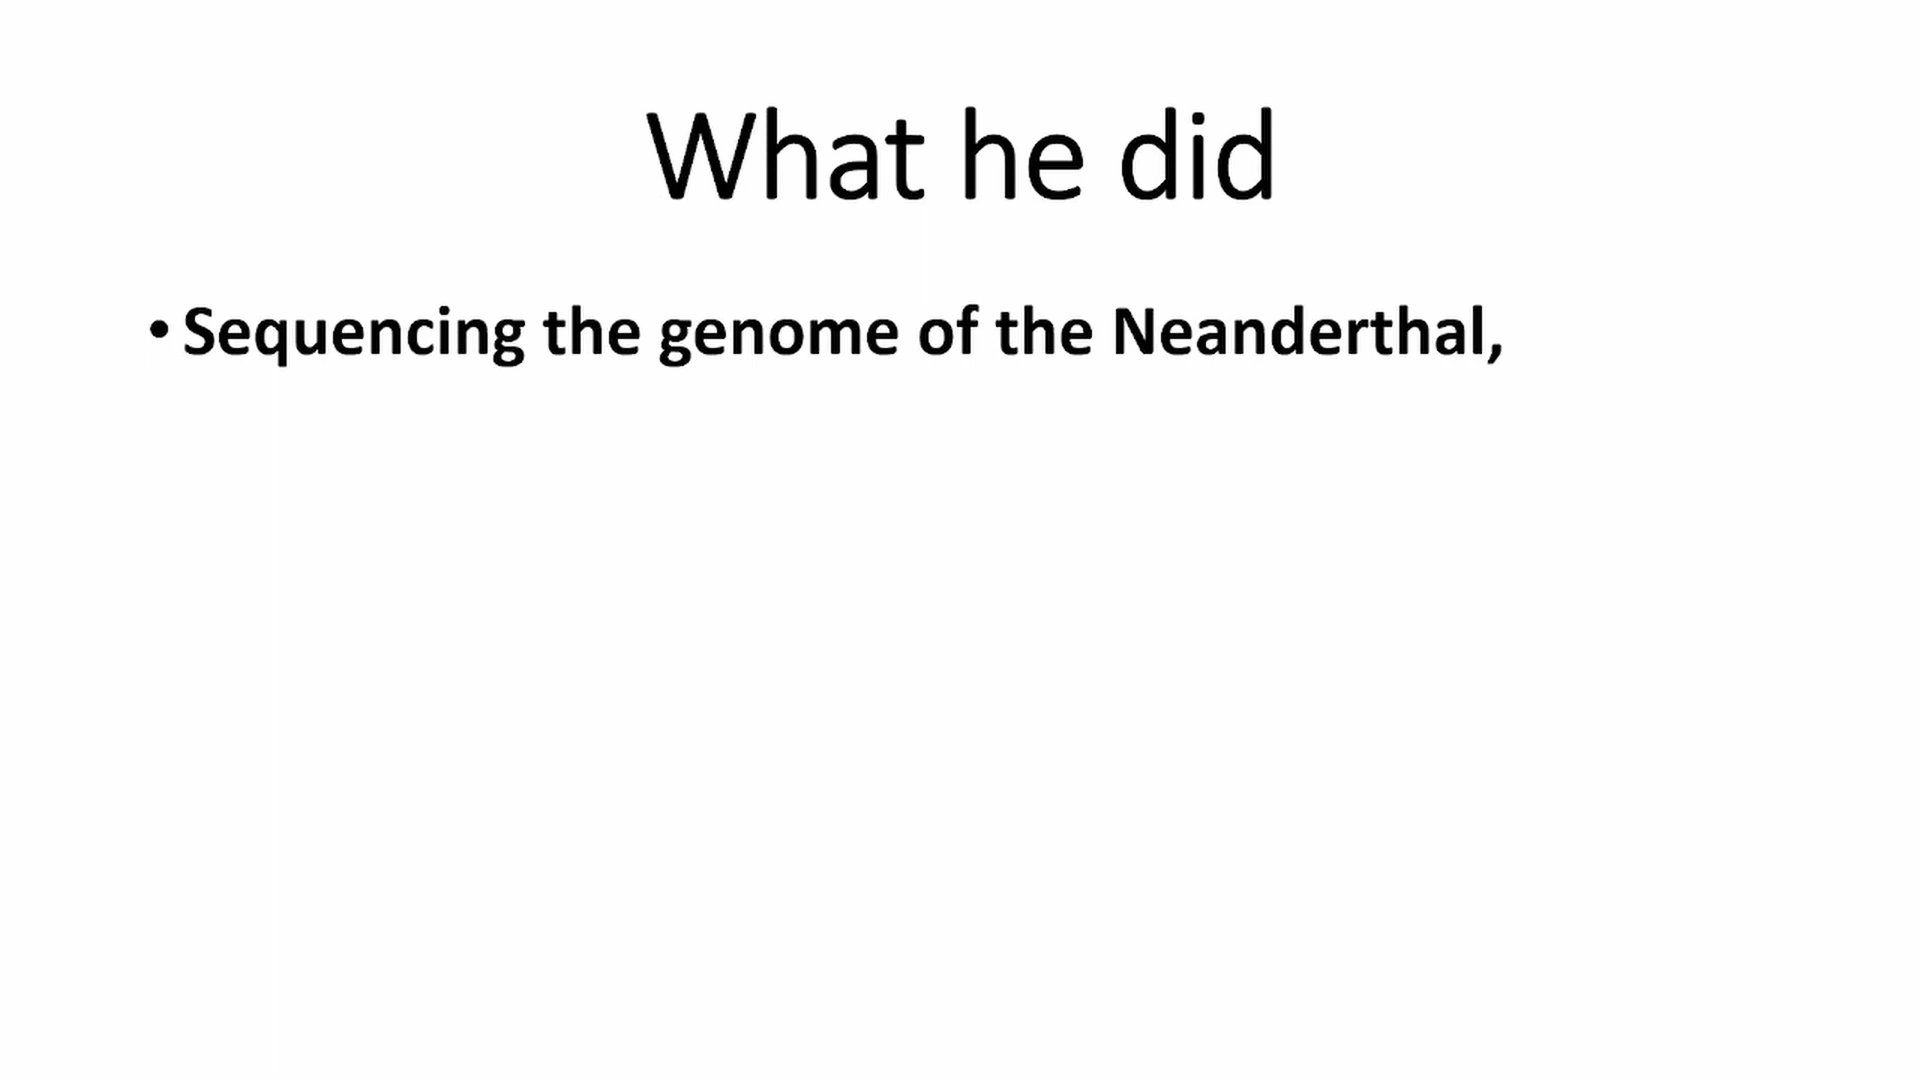 What he did
• Sequencing the genome of the Neanderthal,